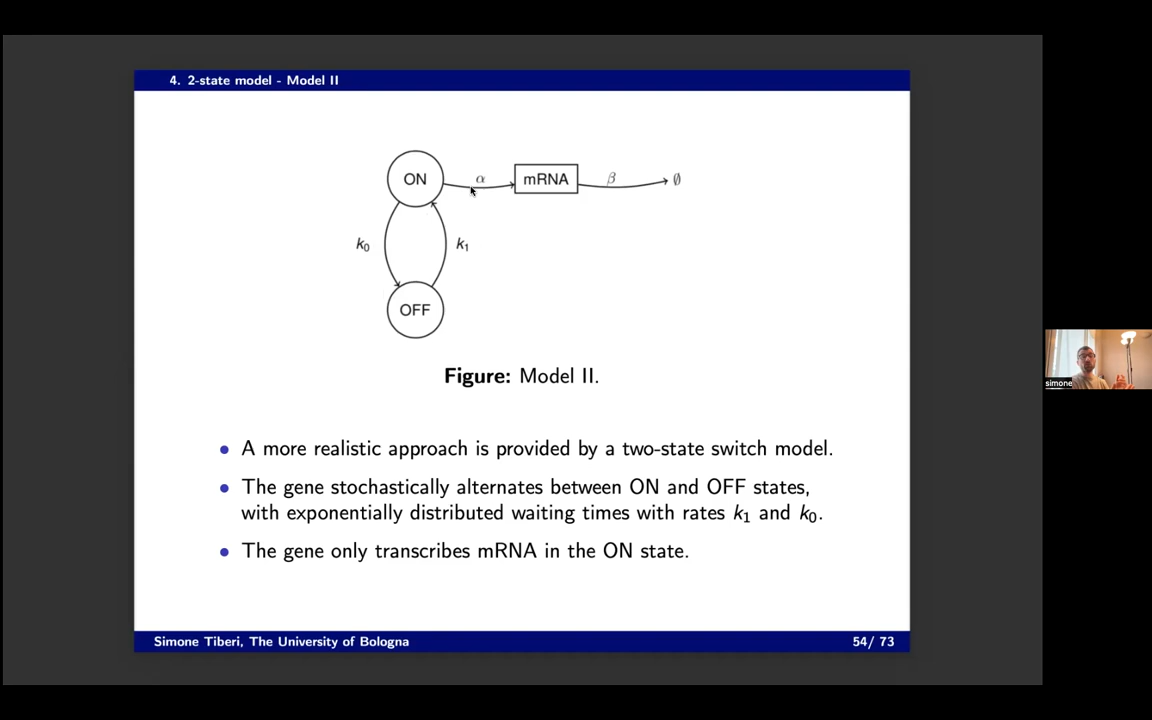 4. 2-state model - Model II
ON
α
mRNA
β
∅
k₀
k₁
OFF
Figure: Model II.
• A more realistic approach is provided by a two-state switch model.
• The gene stochastically alternates between ON and OFF states,
with exponentially distributed waiting times with rates k₁ and k₀.
• The gene only transcribes mRNA in the ON state.
Simone Tiberi, The University of Bologna
54/ 73
simone